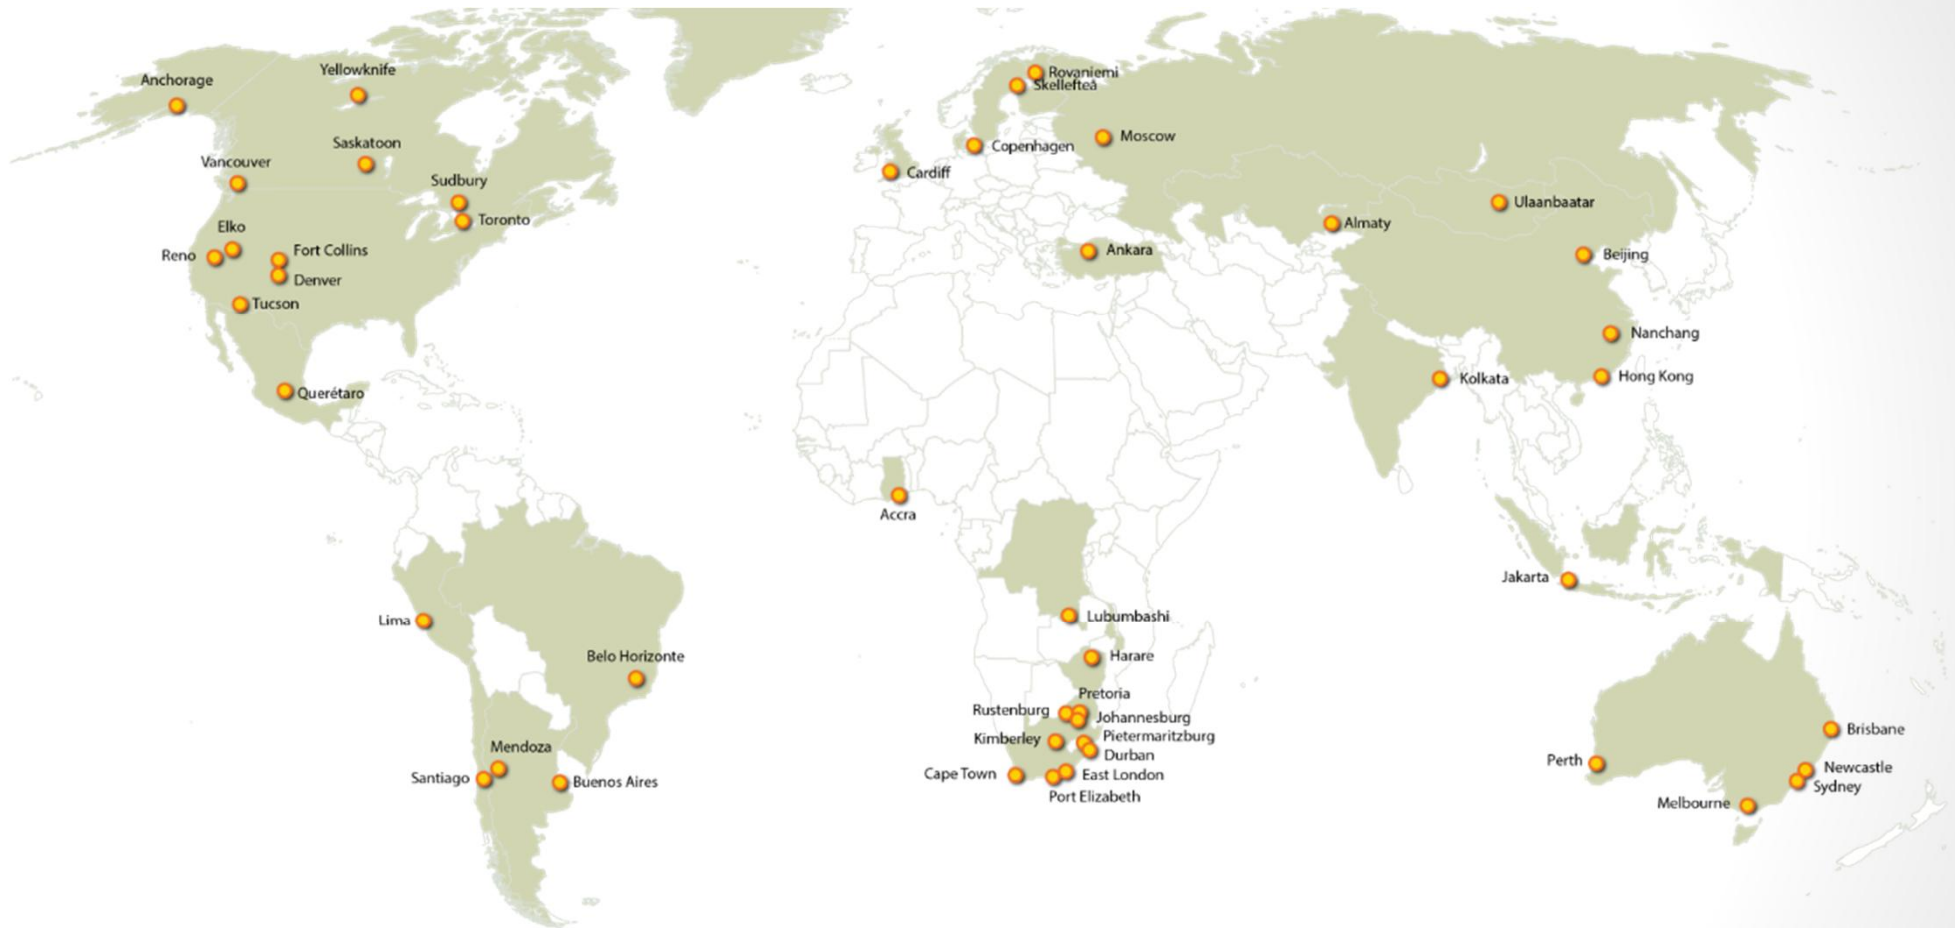 Anchorage
Yellowknife
Saskatoon
Vancouver
Sudbury
Toronto
Elko
Reno
Fort Collins
Denver
Tucson
Querétaro
Lima
Belo Horizonte
Mendoza
Santiago
Buenos Aires
Rovaniemi
Skellefteå
Copenhagen
Moscow
Cardiff
Ankara
Accra
Lubumbashi
Harare
Pretoria
Rustenburg
Johannesburg
Kimberley
Pietermaritzburg
Durban
Cape Town
East London
Port Elizabeth
Ulaanbaatar
Almaty
Beijing
Nanchang
Kolkata
Hong Kong
Jakarta
Brisbane
Perth
Newcastle
Sydney
Melbourne